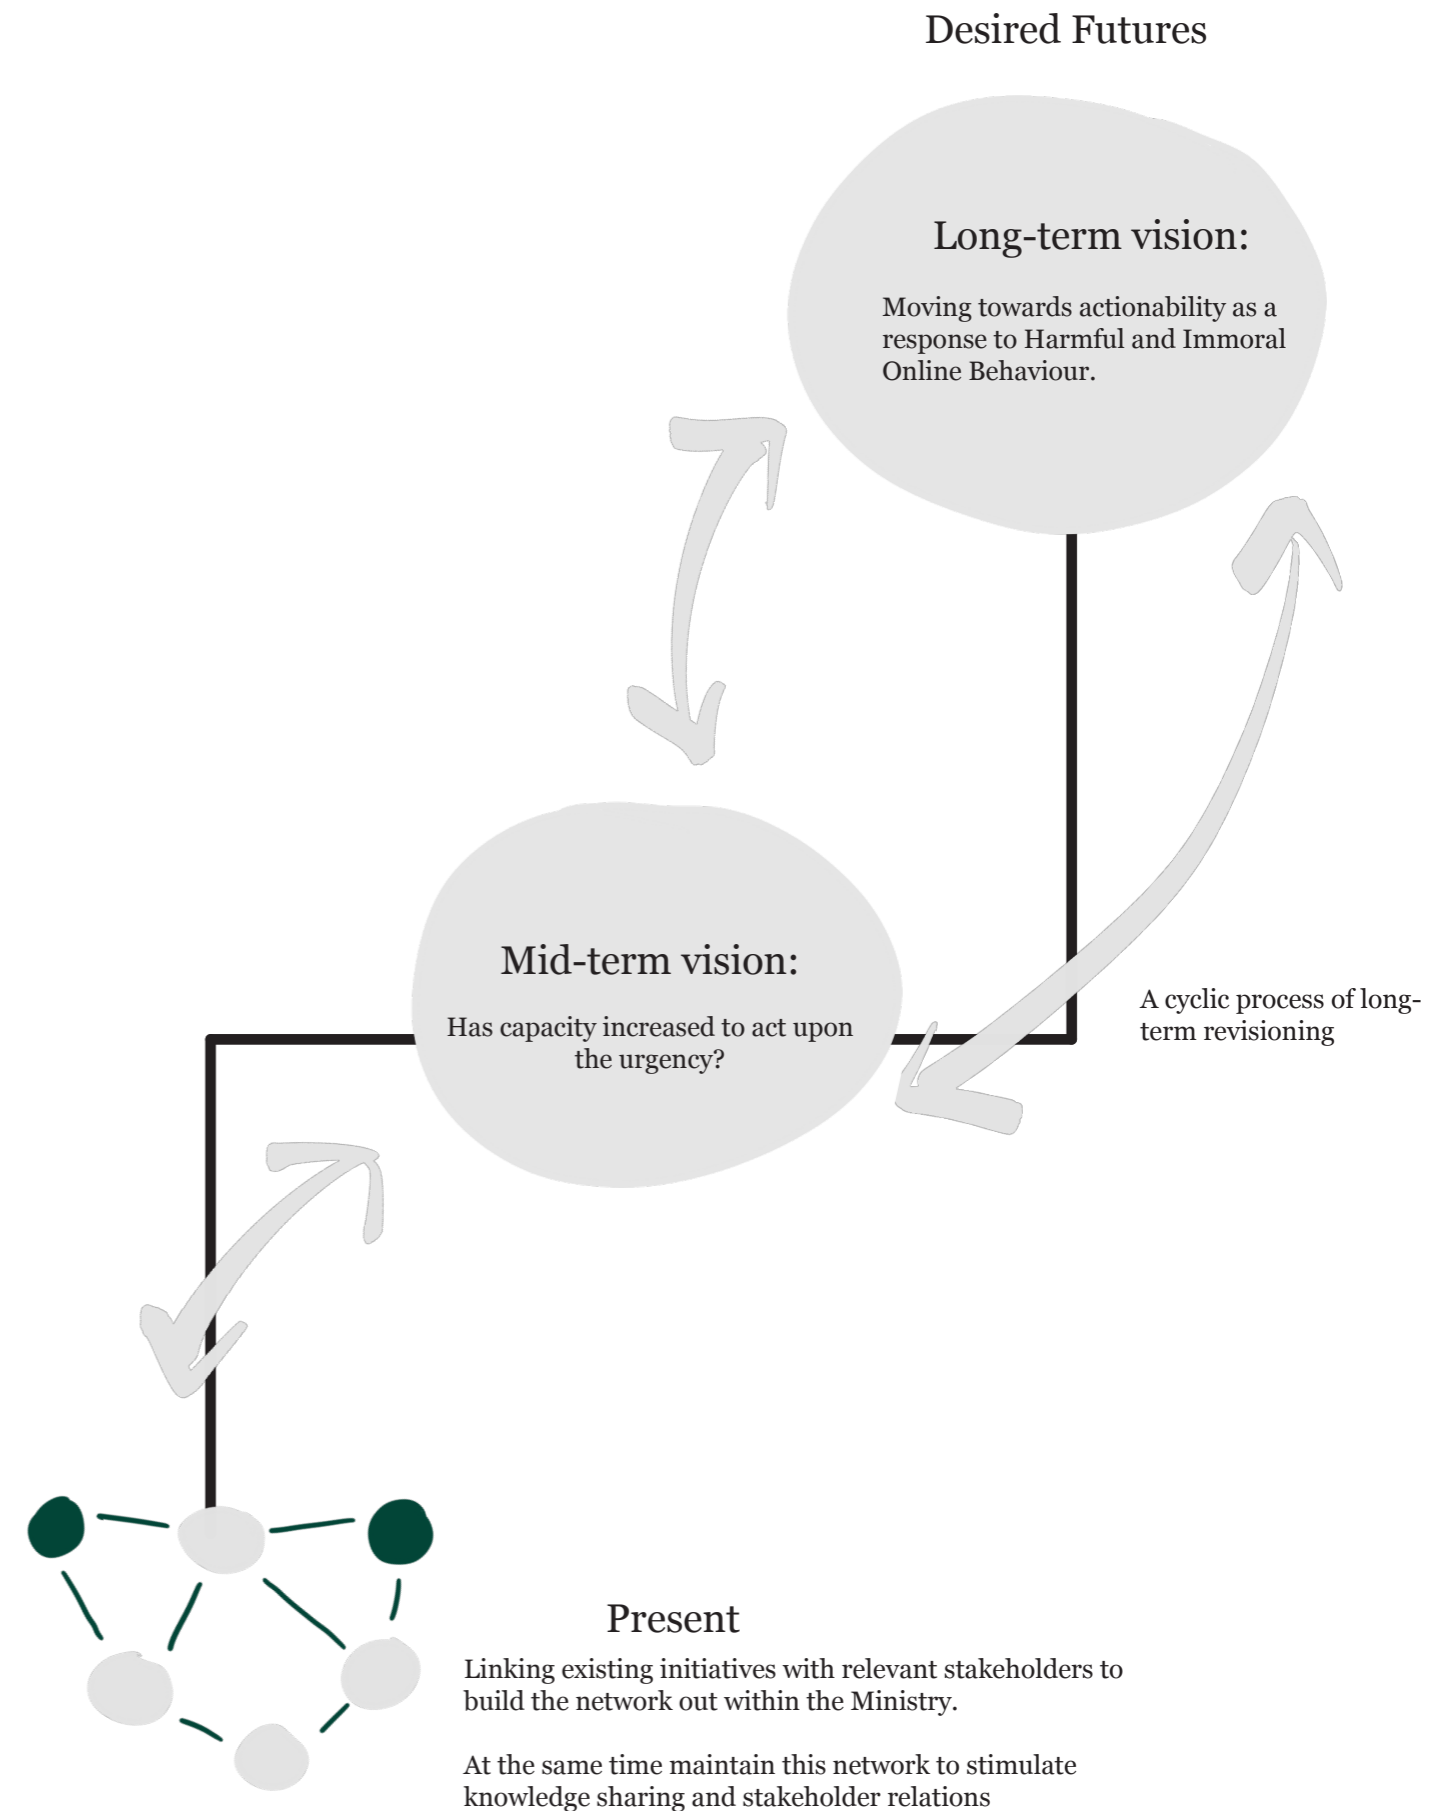 Desired Futures
Long-term vision:
Moving towards actionability as a
response to Harmful and Immoral
Online Behaviour.
Mid-term vision:
Has capacity increased to act upon
the urgency?
A cyclic process of long-
term revisioning
Present
Linking existing initiatives with relevant stakeholders to
build the network out within the Ministry.
At the same time maintain this network to stimulate
knowledge sharing and stakeholder relations